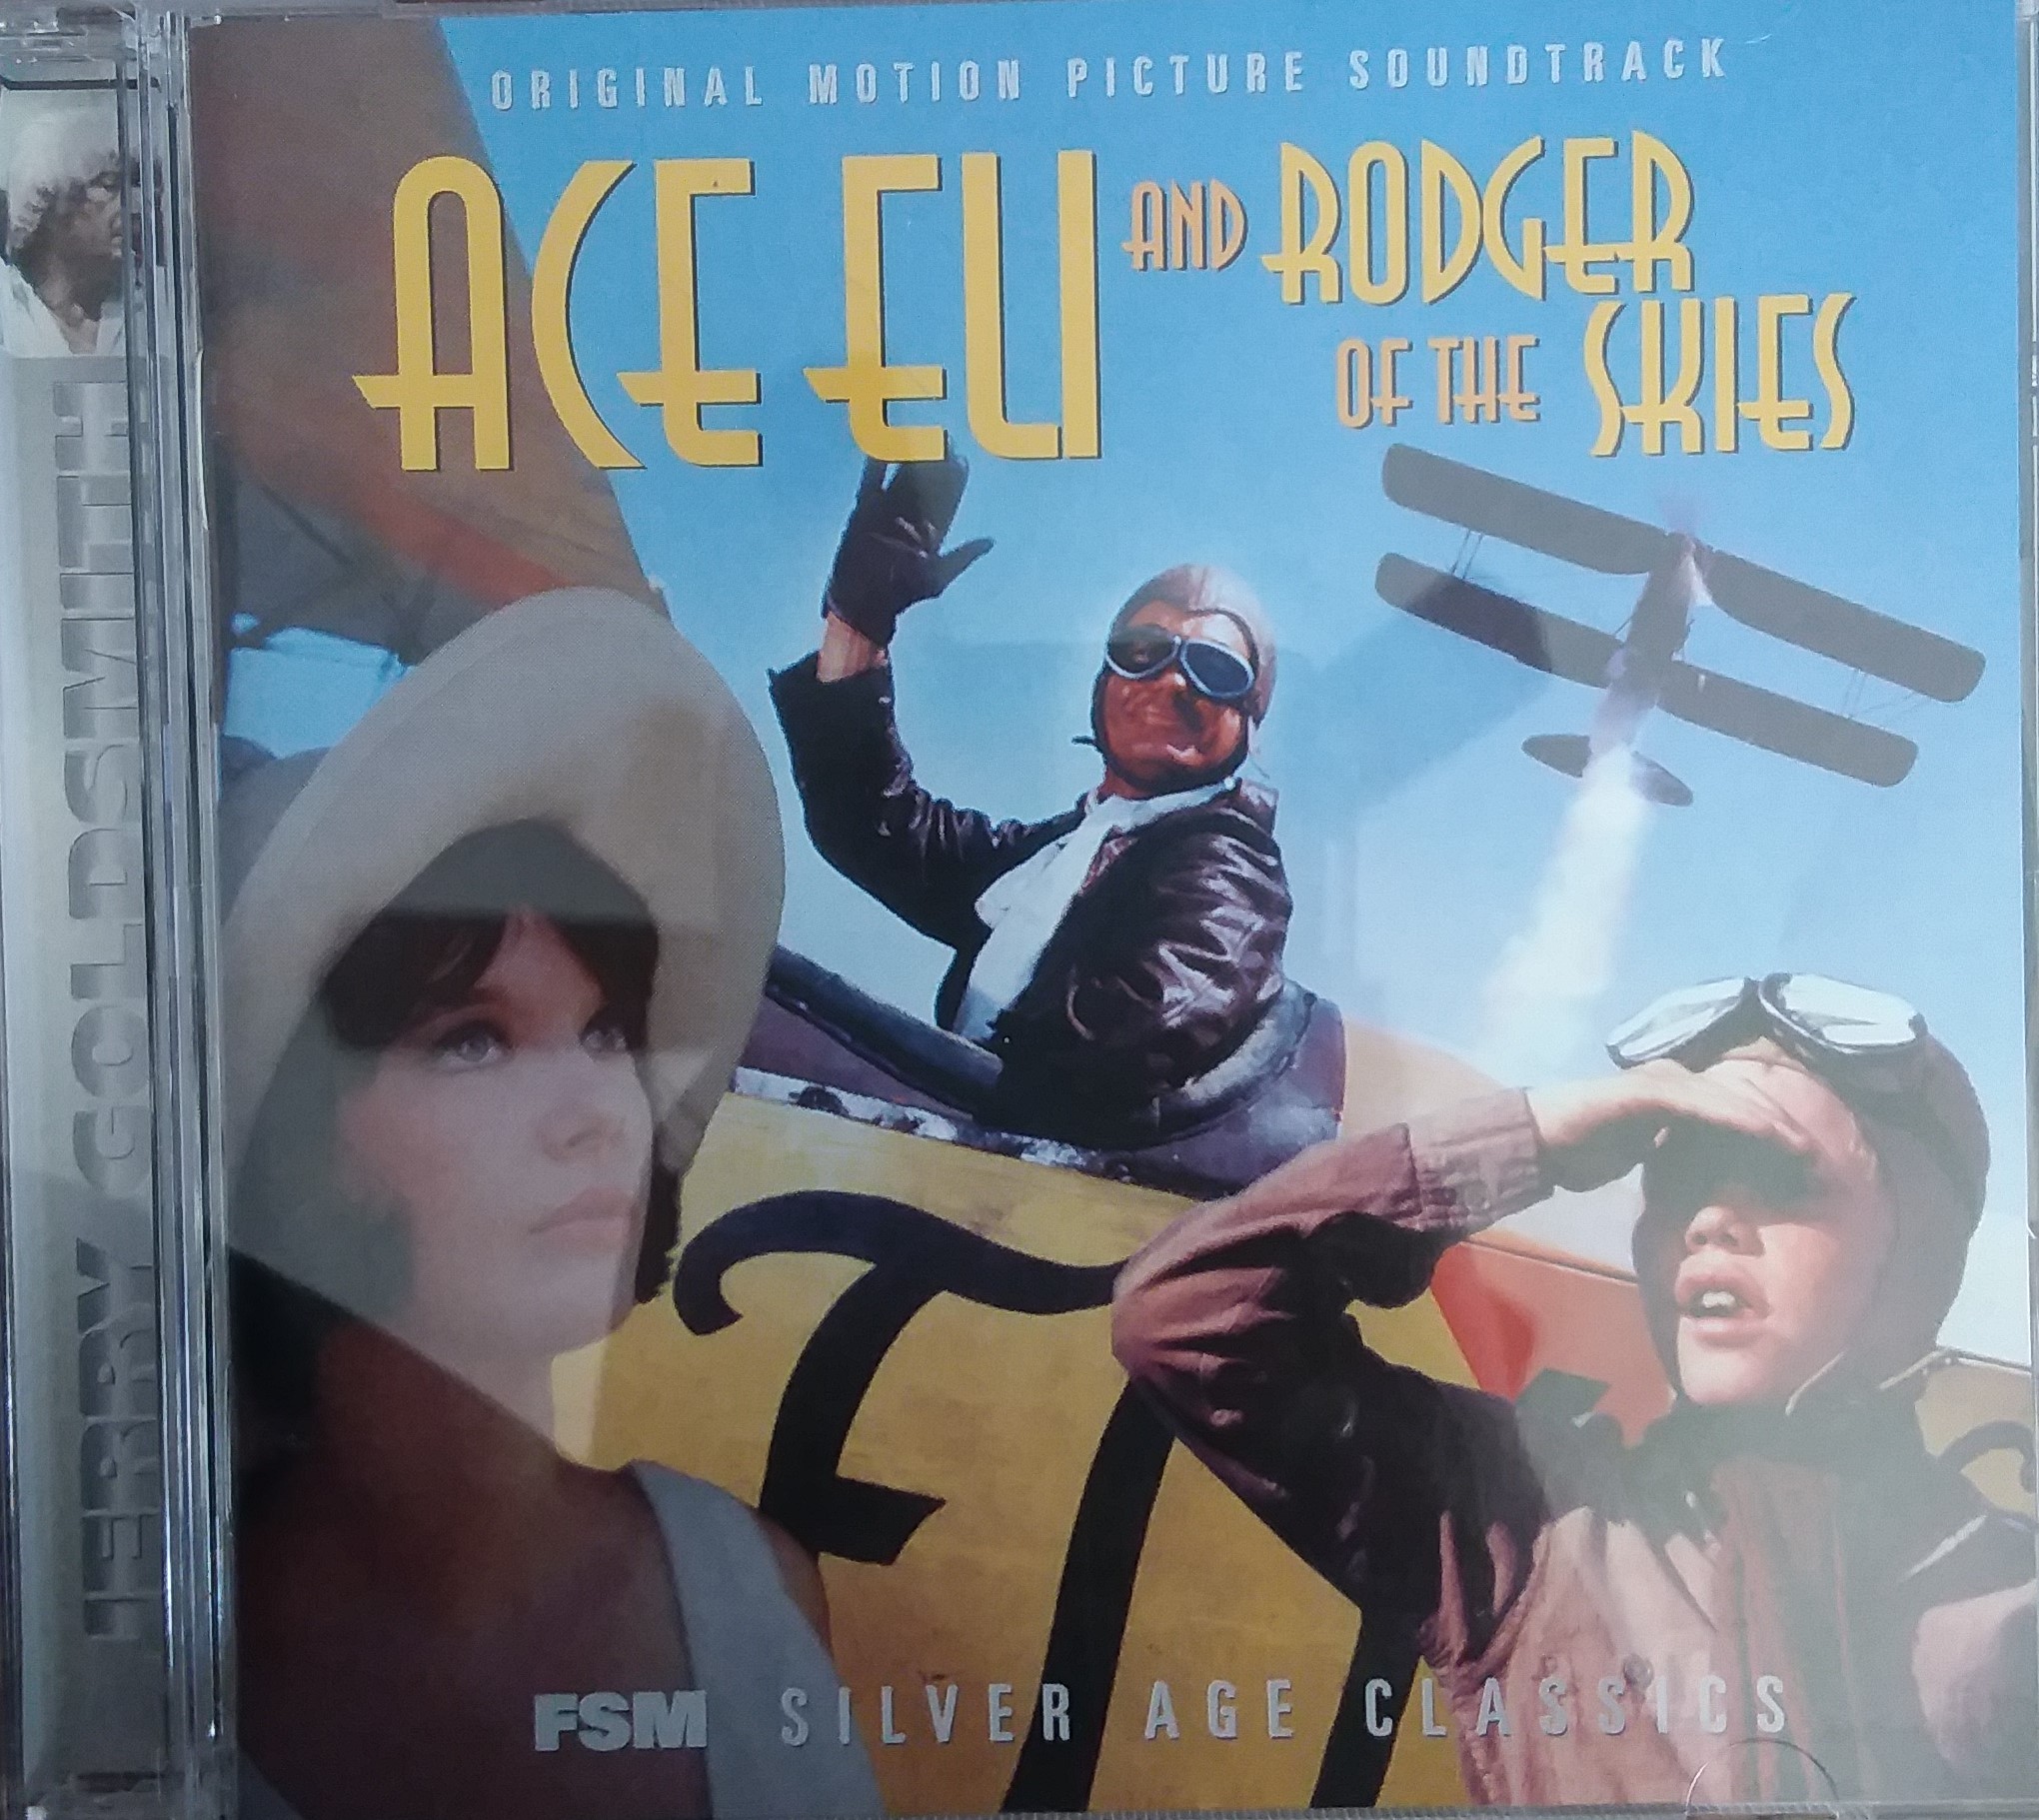 ORIGINAL MOTION PICTURE SOUNDTRACK
ACE ELI AND RODGER
OF THE SKIES
JERRY GOLDSMITH
FSM SILVER AGE CLASSICS